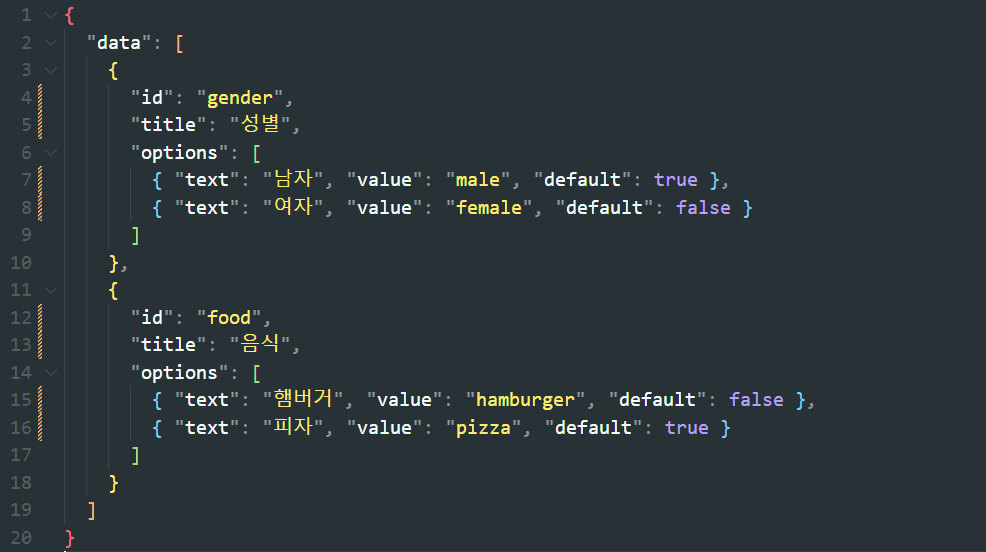 1 {
2 "data": [
3 {
4 "id": "gender",
5 "title": "성별",
6 "options": [
7 { "text": "남자", "value": "male", "default": true },
8 { "text": "여자", "value": "female", "default": false }
9 ]
10 },
11 {
12 "id": "food",
13 "title": "음식",
14 "options": [
15 { "text": "햄버거", "value": "hamburger", "default": false },
16 { "text": "피자", "value": "pizza", "default": true }
17 ]
18 }
19 ]
20 }